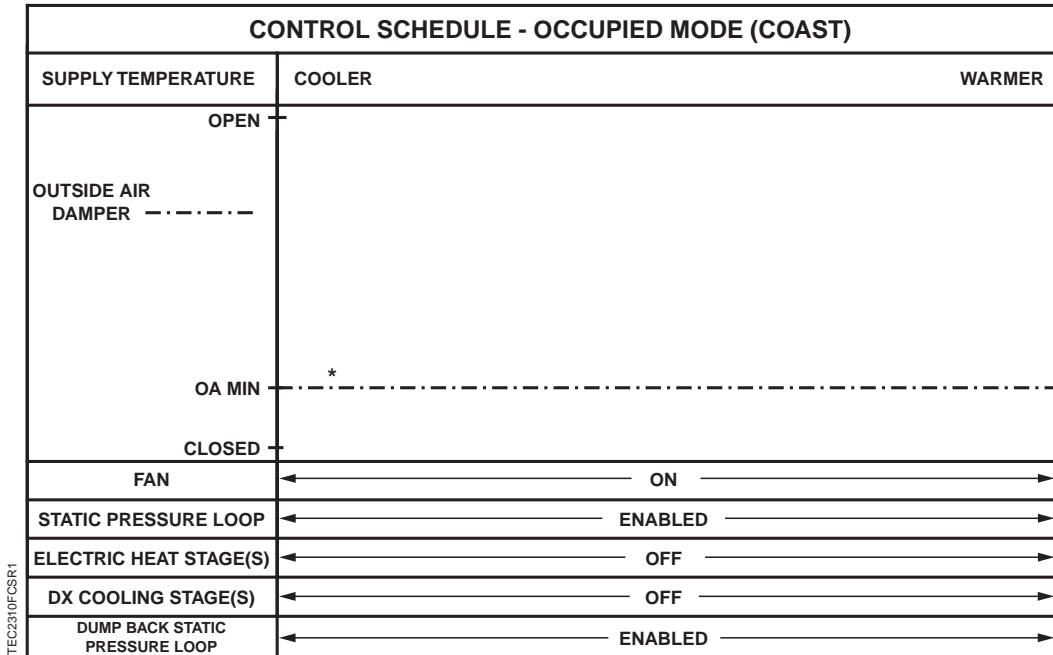 CONTROL SCHEDULE - OCCUPIED MODE (COAST)
SUPPLY TEMPERATURE COOLER WARMER
OPEN
OUTSIDE AIR
DAMPER
*
OA MIN
CLOSED
FAN ON
STATIC PRESSURE LOOP ENABLED
ELECTRIC HEAT STAGE(S) OFF
DX COOLING STAGE(S) OFF
DUMP BACK STATIC
PRESSURE LOOP ENABLED
TEC2310FCSR1